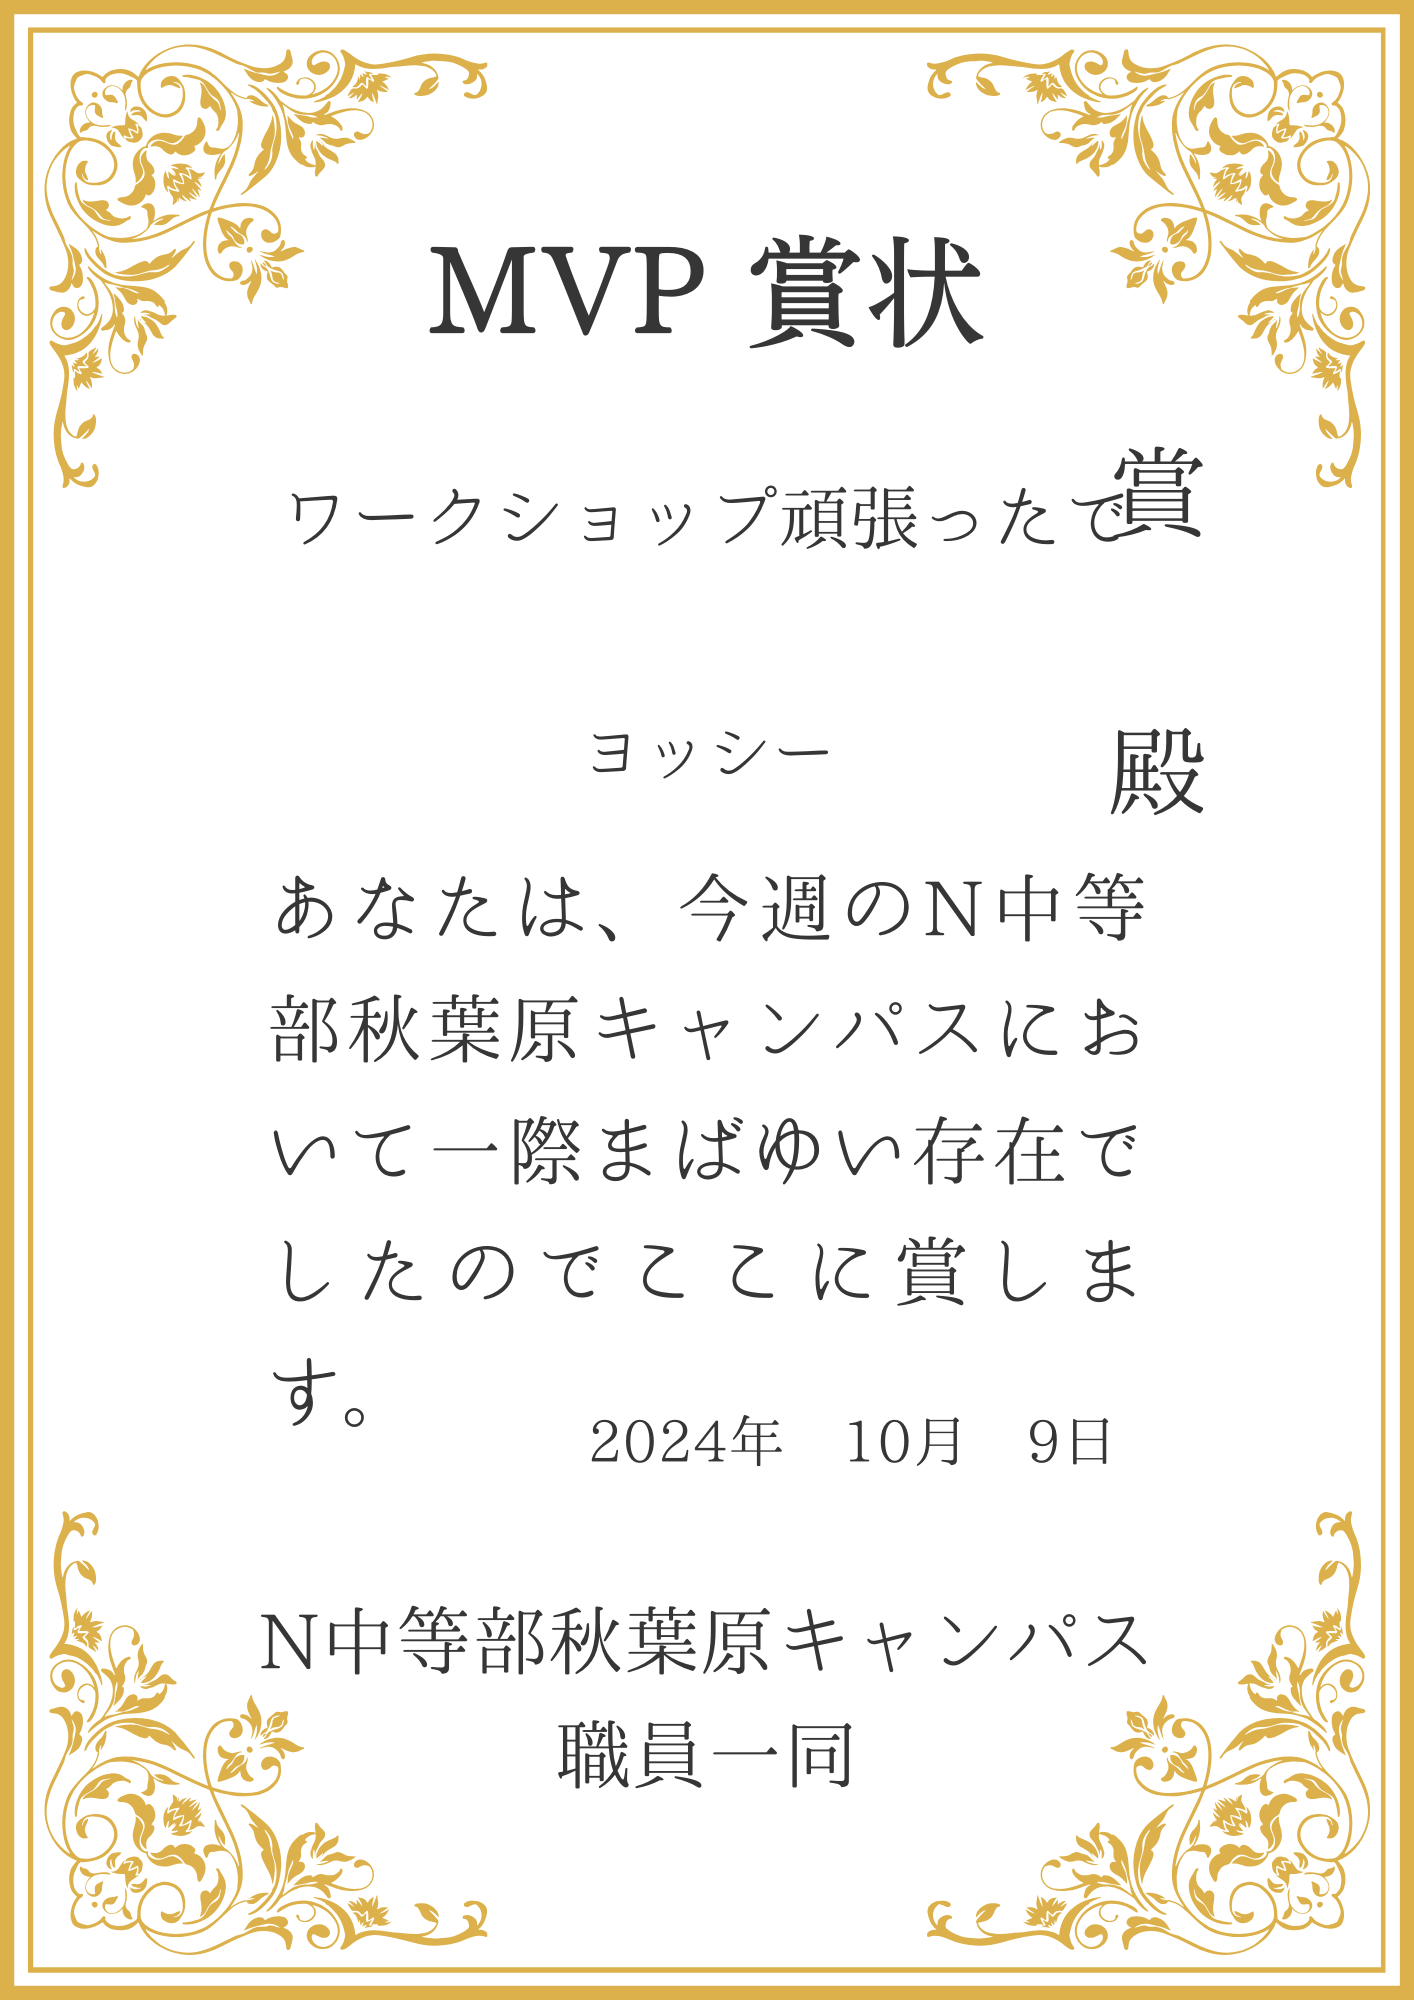 MVP 賞状
ワークショップ頑張ったで賞
ヨッシー 殿
あなたは、今週のN中等
部秋葉原キャンパスにお
いて一際まばゆい存在で
したのでここに賞しま
す。
2024年　10月　9日
N中等部秋葉原キャンパス
職員一同